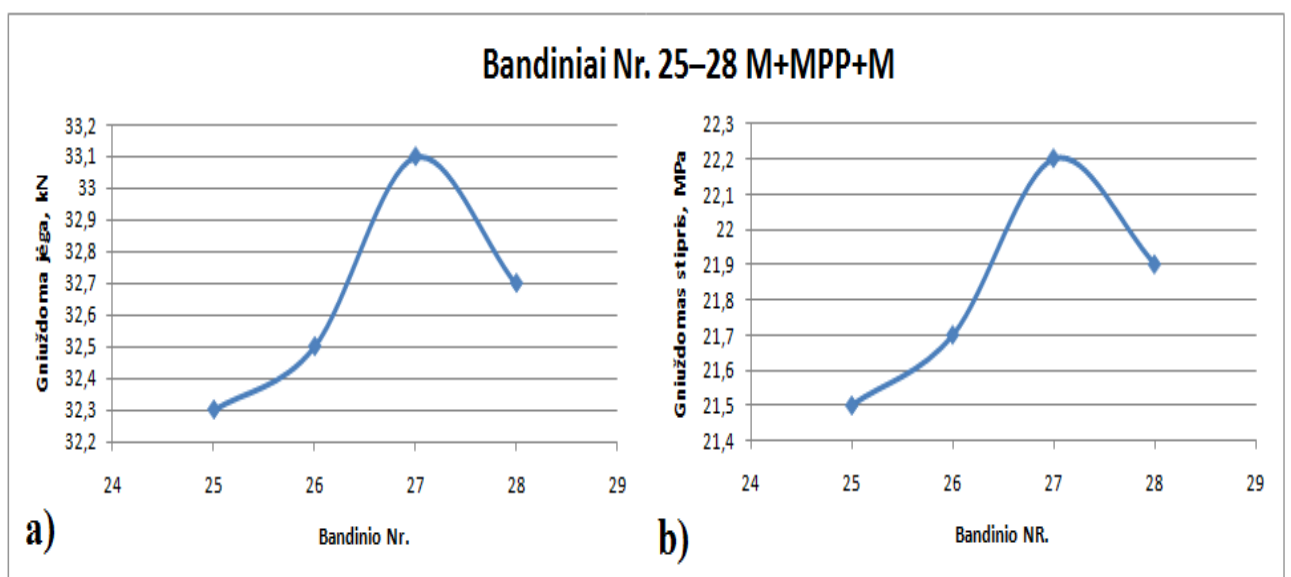 Bandiniai Nr. 25–28 M+MPP+M
Gniuždoma jėga, kN
33,2
33,1
33
32,9
32,8
32,7
32,6
32,5
32,4
32,3
32,2
24 25 26 27 28 29
Bandinio Nr.
a)
Gniuždomas stipris, MPa
22,3
22,2
22,1
22
21,9
21,8
21,7
21,6
21,5
21,4
24 25 26 27 28 29
Bandinio NR.
b)